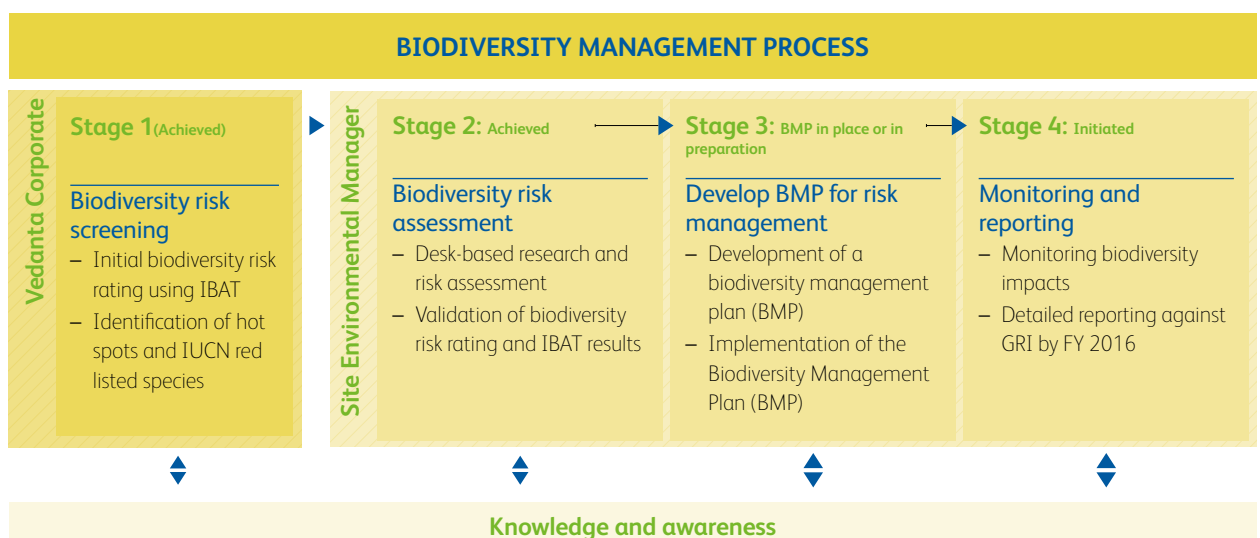 BIODIVERSITY MANAGEMENT PROCESS
Vedanta Corporate
Stage 1(Achieved)
Biodiversity risk
screening
– Initial biodiversity risk
rating using IBAT
– Identification of hot
spots and IUCN red
listed species
Site Environmental Manager
Stage 2: Achieved
Biodiversity risk
assessment
– Desk-based research and
risk assessment
– Validation of biodiversity
risk rating and IBAT results
Stage 3: BMP in place or in
preparation
Develop BMP for risk
management
– Development of a
biodiversity management
plan (BMP)
– Implementation of the
Biodiversity Management
Plan (BMP)
Stage 4: Initiated
Monitoring and
reporting
– Monitoring biodiversity
impacts
– Detailed reporting against
GRI by FY 2016
Knowledge and awareness